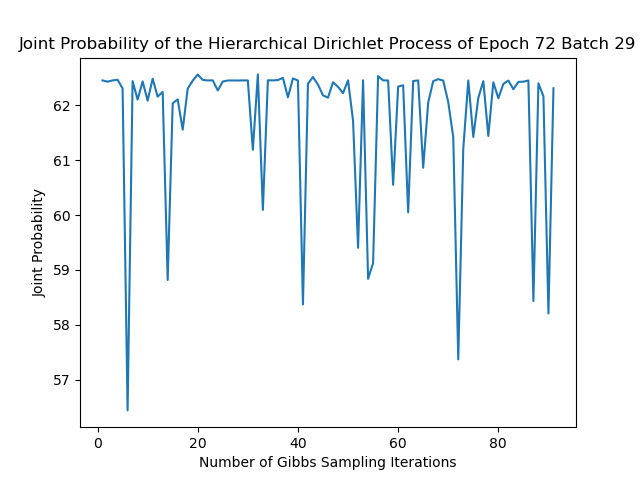 Joint Probability of the Hierarchical Dirichlet Process of Epoch 72 Batch 29
62
61
60
59
58
57
Joint Probability
0 20 40 60 80
Number of Gibbs Sampling Iterations